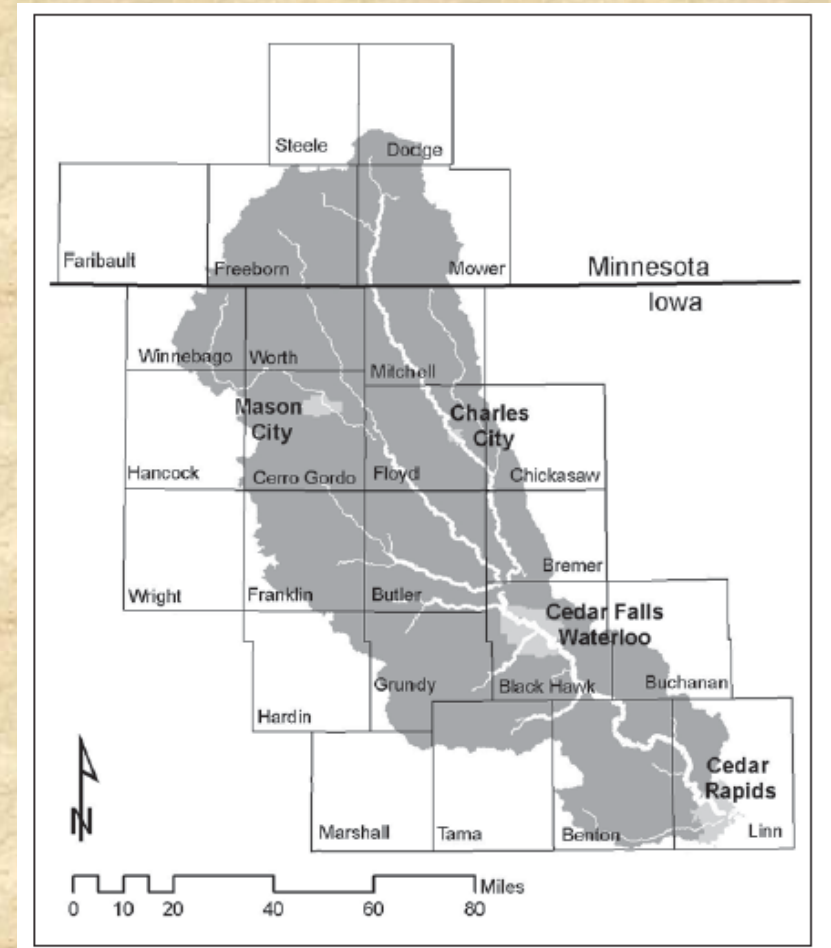 Steele
Dodge
Faribault
Freeborn
Mower
Minnesota
Iowa
Winnebago
Worth
Mitchell
Mason
City
Charles
City
Hancock
Cerro Gordo
Floyd
Chickasaw
Wright
Franklin
Butler
Bremer
Cedar Falls
Waterloo
Grundy
Black Hawk
Buchanan
Hardin
Cedar
Rapids
N
Marshall
Tama
Benton
Linn
Miles
0 10 20 40 60 80